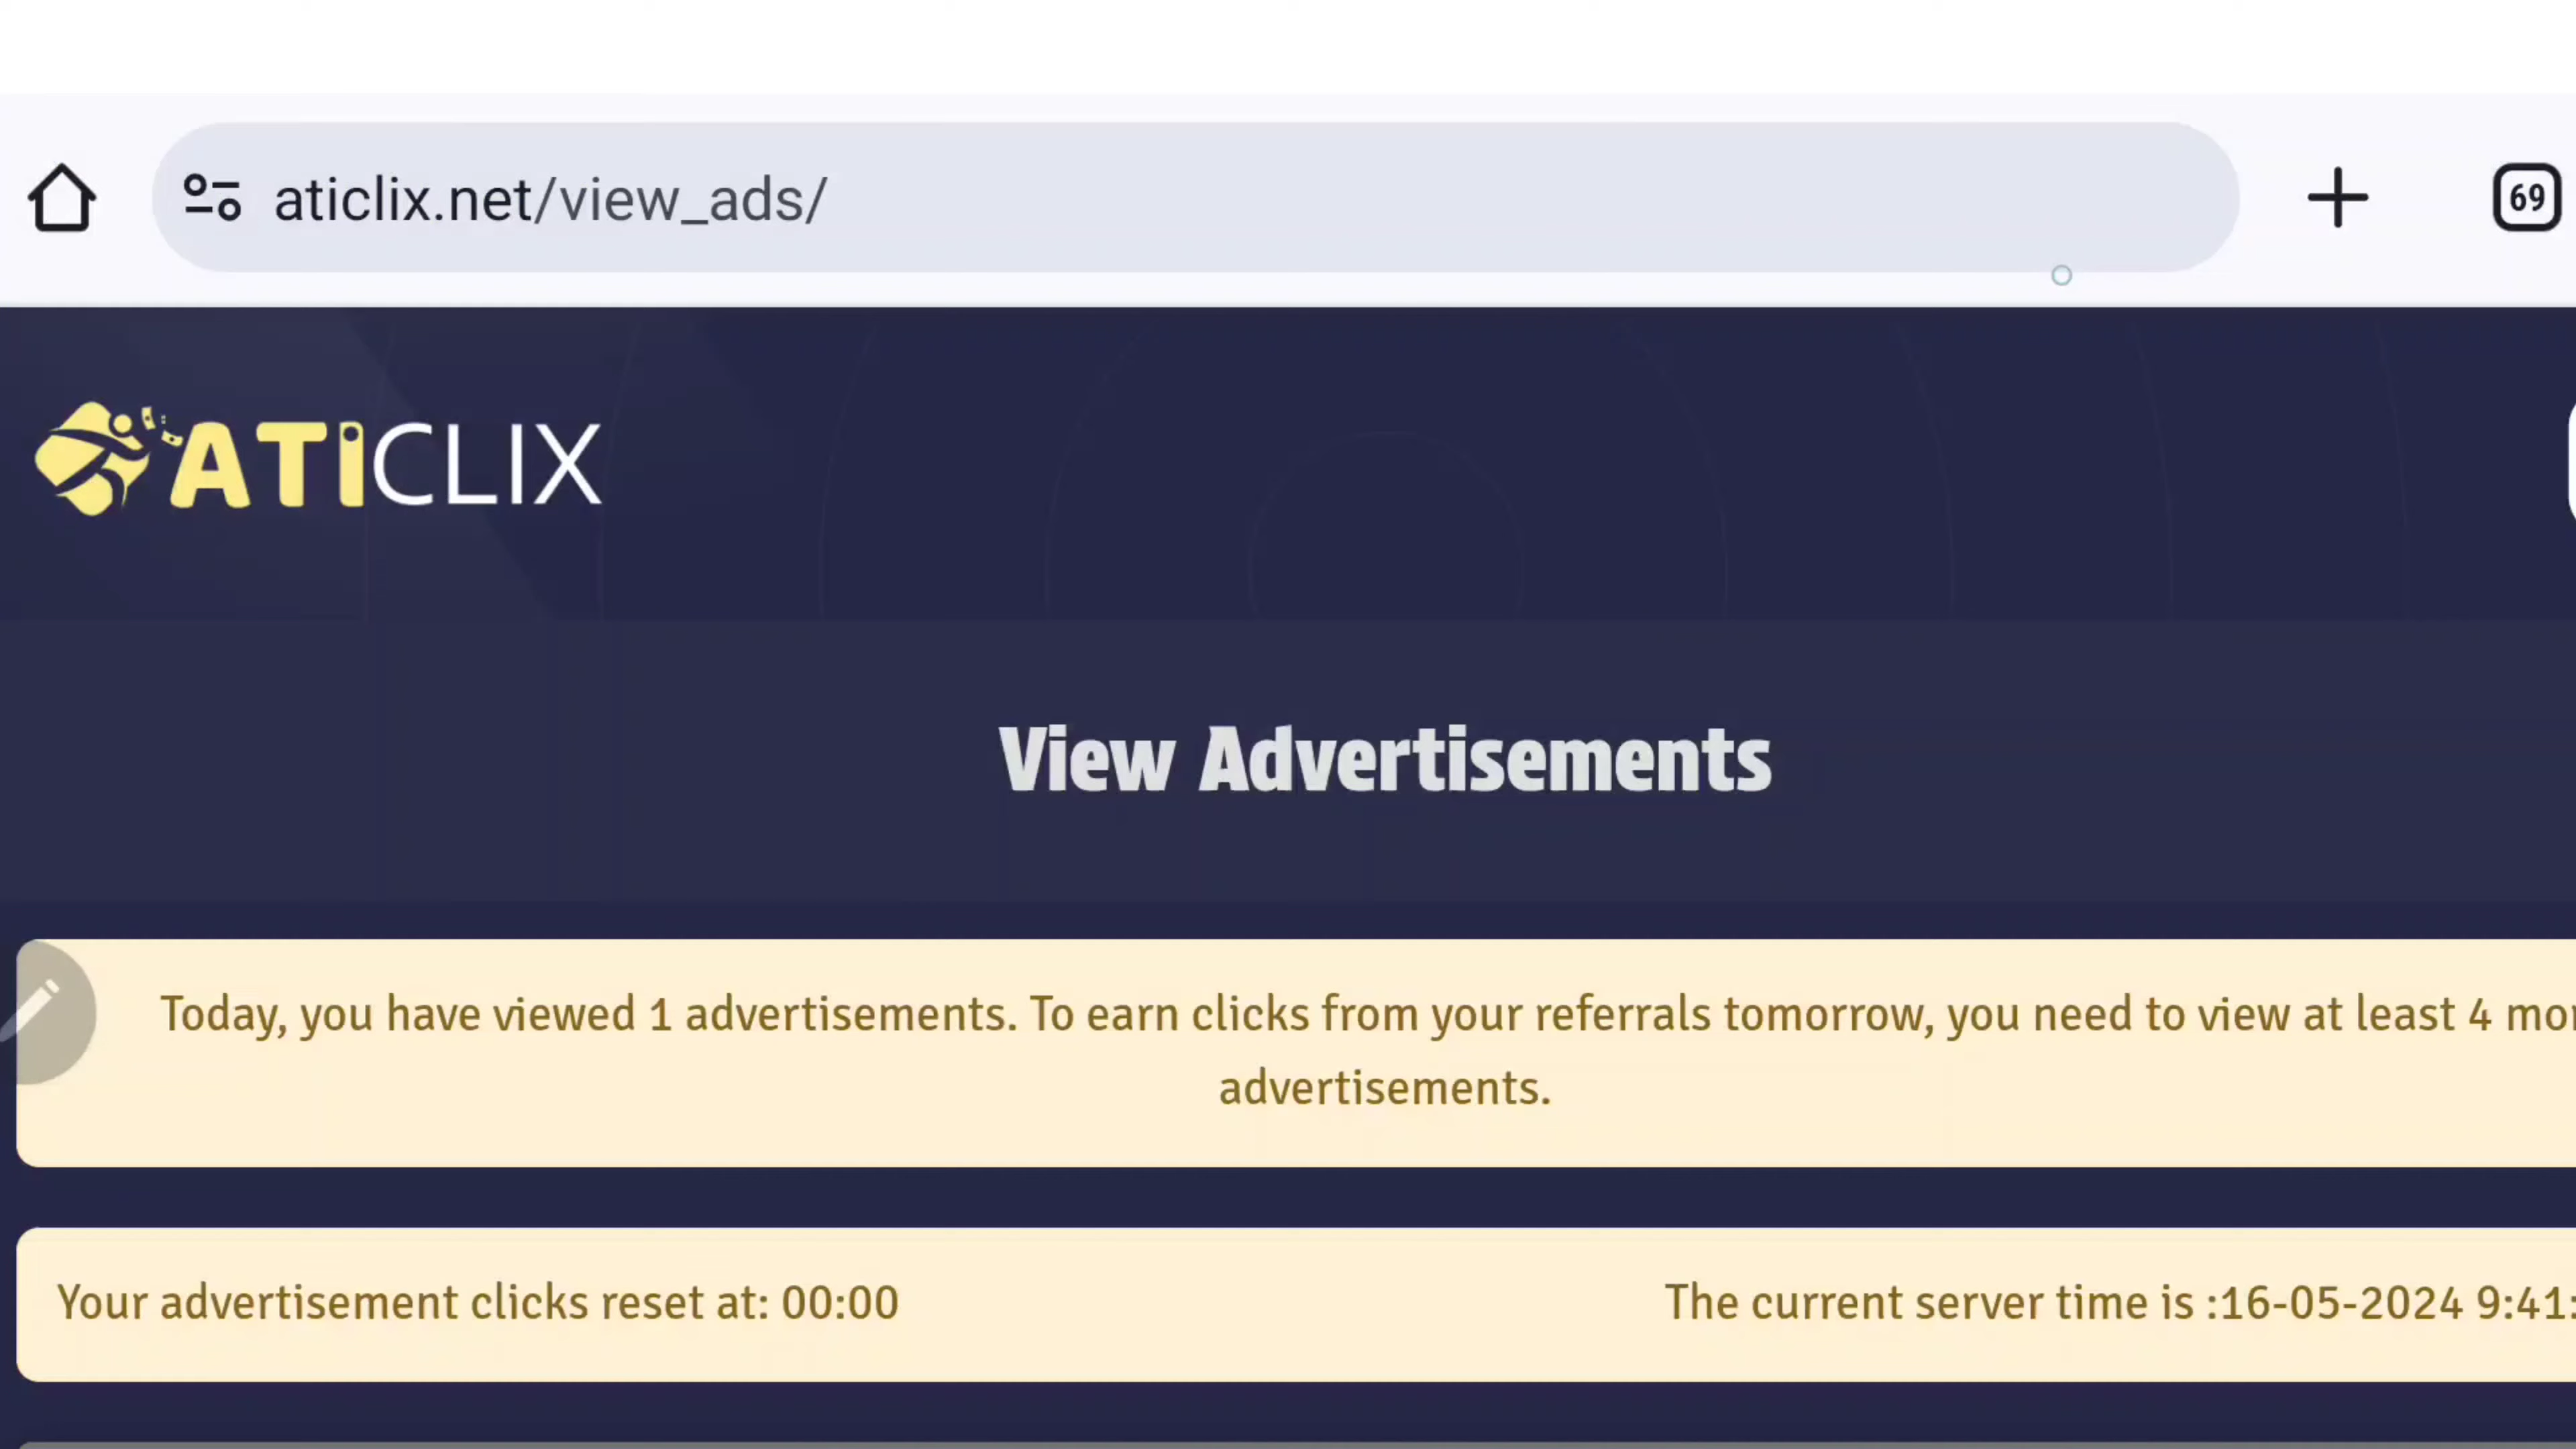 aticlix.net/view_ads/
69
ATiCLIX
View Advertisements
Today, you have viewed 1 advertisements. To earn clicks from your referrals tomorrow, you need to view at least 4
advertisements.
Your advertisement clicks reset at: 00:00
The current server time is :16-05-2024 9:41: